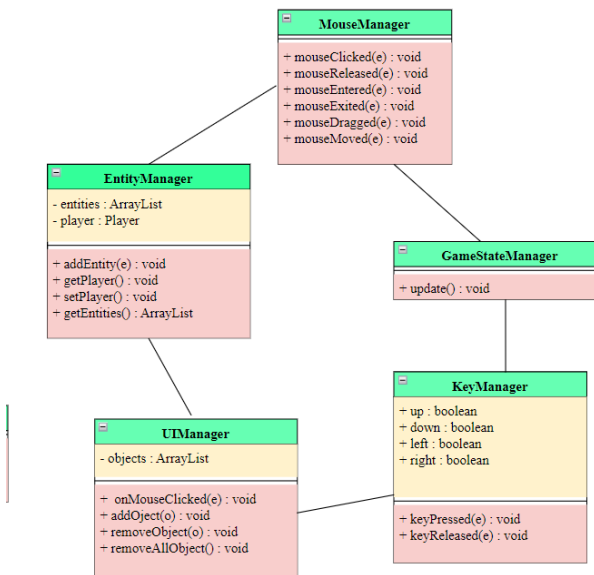 MouseManager
+ mouseClicked(e) : void
+ mouseReleased(e) : void
+ mouseEntered(e) : void
+ mouseExited(e) : void
+ mouseDragged(e) : void
+ mouseMoved(e) : void
EntityManager
- entities : ArrayList
- player : Player
+ addEntity(e) : void
+ getPlayer() : void
+ setPlayer() : void
+ getEntities() : ArrayList
GameStateManager
+ update() : void
KeyManager
+ up : boolean
+ down : boolean
+ left : boolean
+ right : boolean
+ keyPressed(e) : void
+ keyReleased(e) : void
UIManager
- objects : ArrayList
+ onMouseClicked(e) : void
+ addOject(o) : void
+ removeObject(o) : void
+ removeAllObject() : void